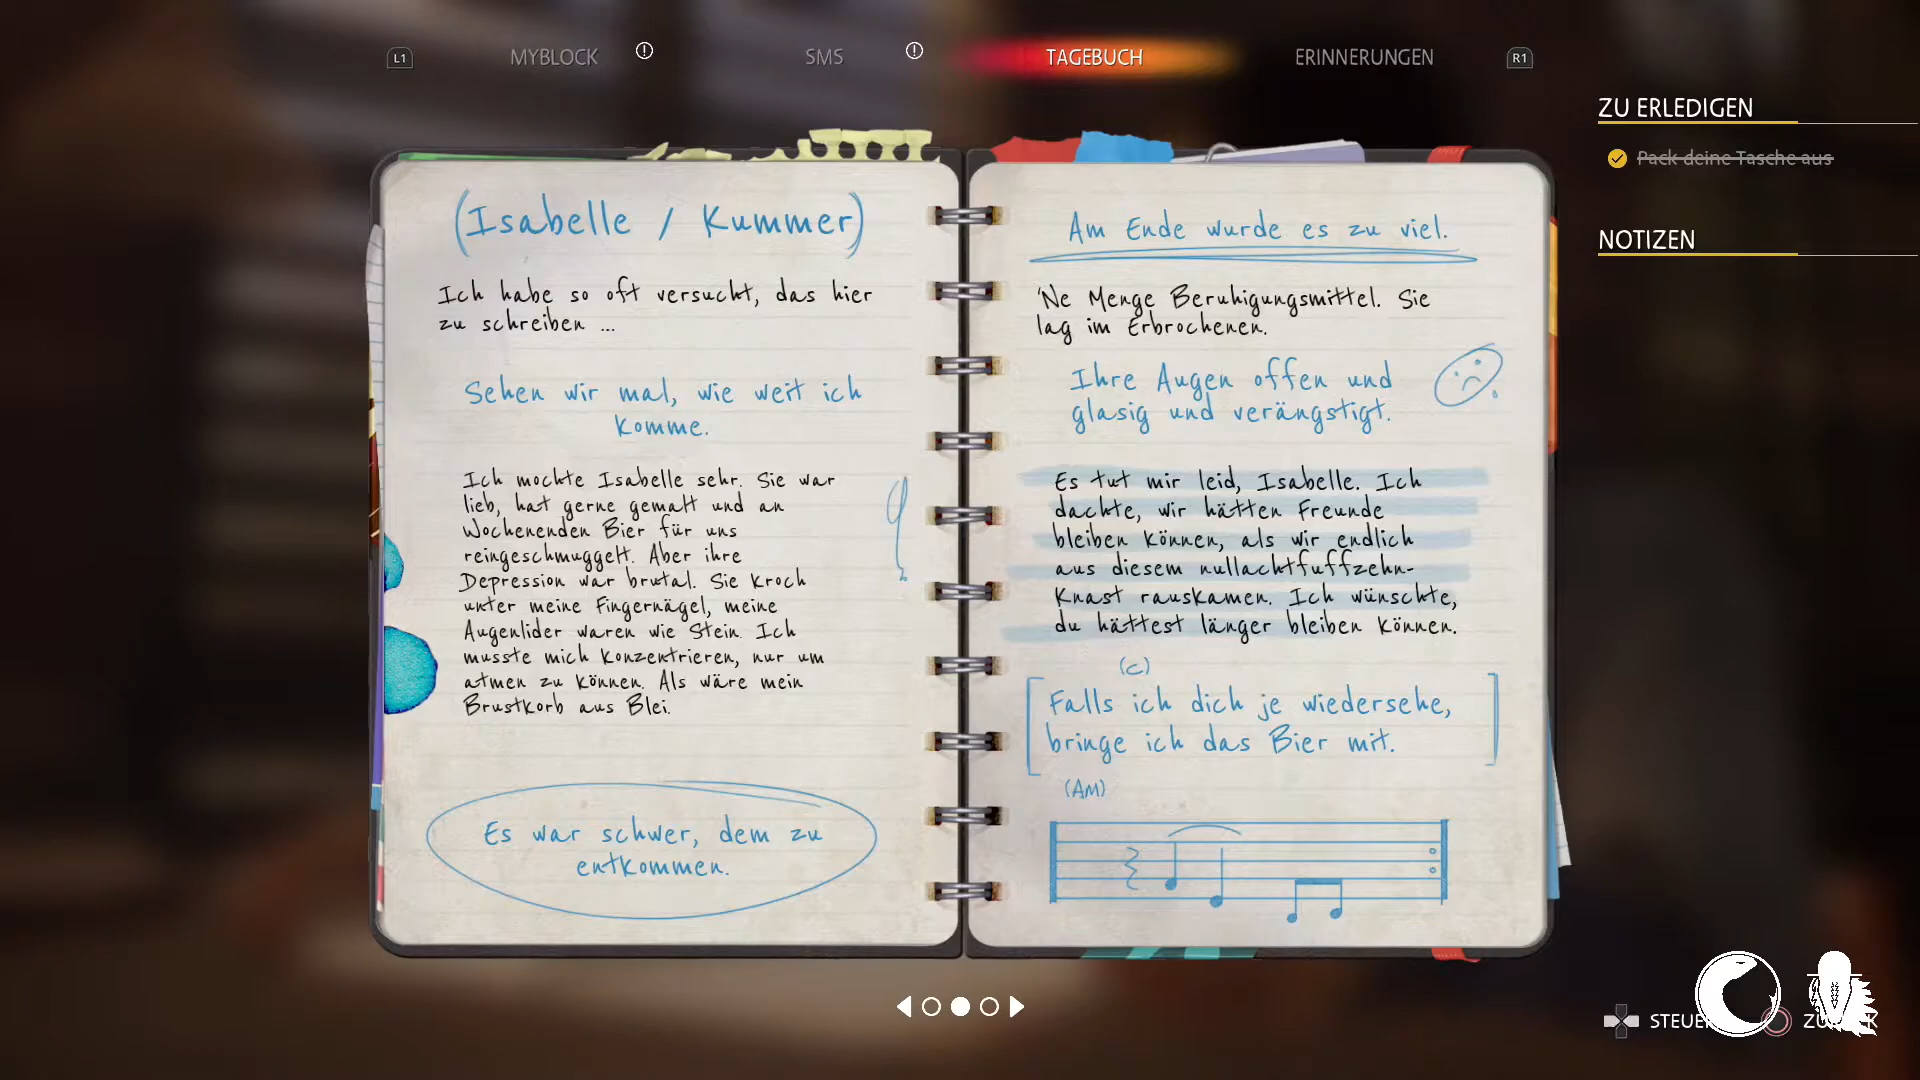 L1
MYBLOCK
SMS
TAGEBUCH
ERINNERUNGEN
R1
ZU ERLEDIGEN
Pack deine Tasche aus
NOTIZEN
(Isabelle / Kummer)
Ich habe so oft versucht, das hier
zu schreiben ...
Sehen wir mal, wie weit ich
komme.
Ich mochte Isabelle sehr. Sie war
lieb, hat gerne gemalt und an
Wochenenden Bier für uns
reingeschmuggelt. Aber ihre
Depression war brutal. Sie kroch
unter meine Fingernägel, meine
Augenlider waren wie Stein. Ich
musste mich konzentrieren, nur um
atmen zu können. Als wäre mein
Brustkorb aus Blei.
Es war schwer, dem zu
entkommen.
Am Ende wurde es zu viel.
'Ne Menge Beruhigungsmittel. Sie
lag im Erbrochenen.
Ihre Augen offen und
glasig und verängstigt.
Es tut mir leid, Isabelle. Ich
dachte, wir hätten Freunde
bleiben können, als wir endlich
aus diesem nullachtfuffzehn-
Knast rauskamen. Ich wünschte,
du hättest länger bleiben können.
(C)
Falls ich dich je wiedersehe,
bringe ich das Bier mit.
(AM)